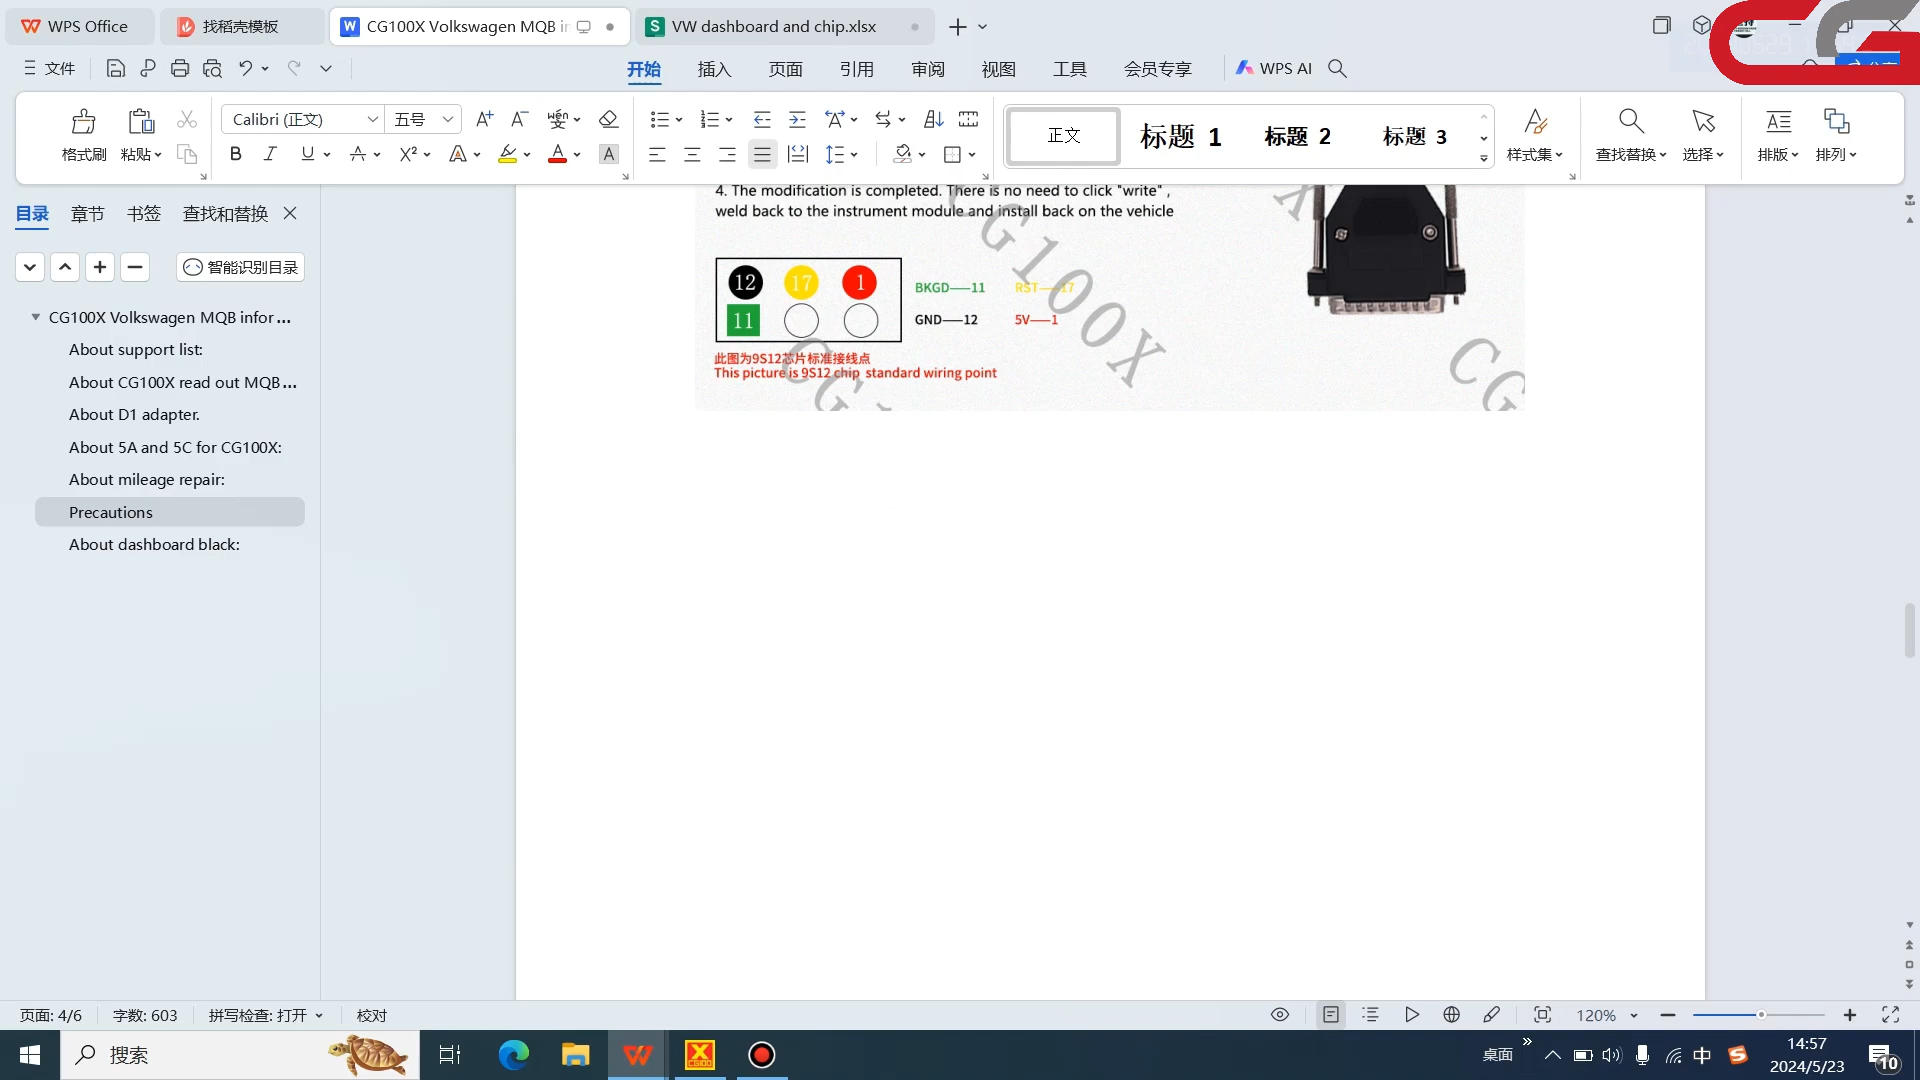 WPS Office
找稻壳模板
CG100X Volkswagen MQB in
VW dashboard and chip.xlsx
文件
开始
插入
页面
引用
审阅
视图
工具
会员专享
WPS AI
格式刷
粘贴
Calibri (正文)
五号
正文
标题 1
标题 2
标题 3
样式集
查找替换
选择
排版
排列
目录
章节
书签
查找和替换
智能识别目录
CG100X Volkswagen MQB infor...
About support list:
About CG100X read out MQB...
About D1 adapter.
About 5A and 5C for CG100X:
About mileage repair:
Precautions
About dashboard black:
4. The modification is completed. There is no need to click "write" ,
weld back to the instrument module and install back on the vehicle
12 17 1
11
BKGD——11 RST——17
GND——12 5V——1
此图为9S12芯片标准接线点
This picture is 9S12 chip standard wiring point
CG100X
页面: 4/6
字数: 603
拼写检查: 打开
校对
120%
搜索
桌面
中
14:57
2024/5/23
10